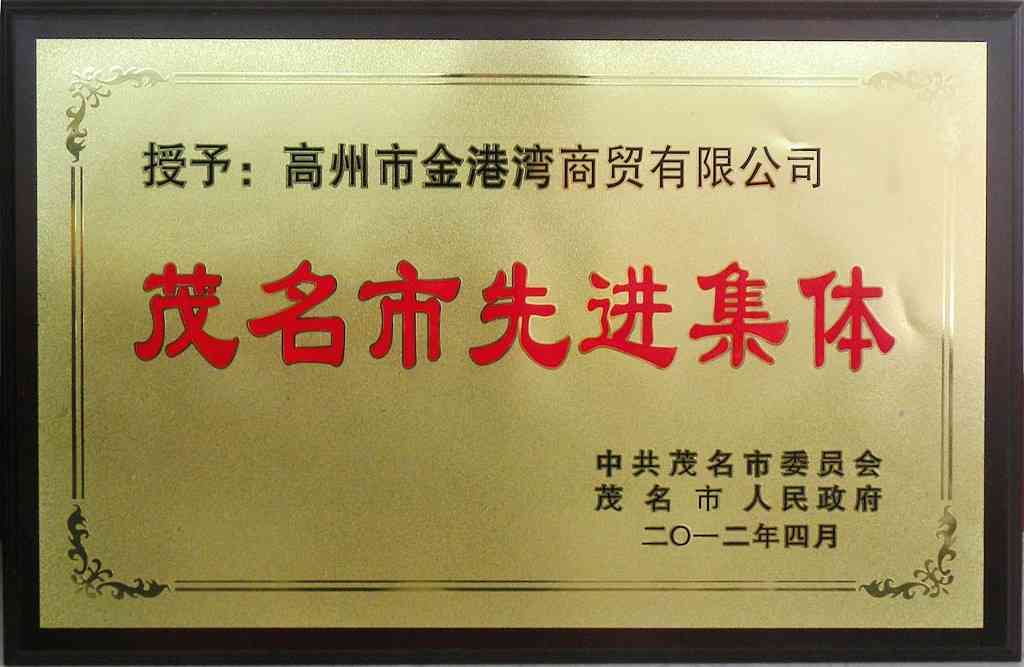 授予：高州市金港湾商贸有限公司
茂名市先进集体
中共茂名市委员会
茂名市人民政府
二〇一二年四月